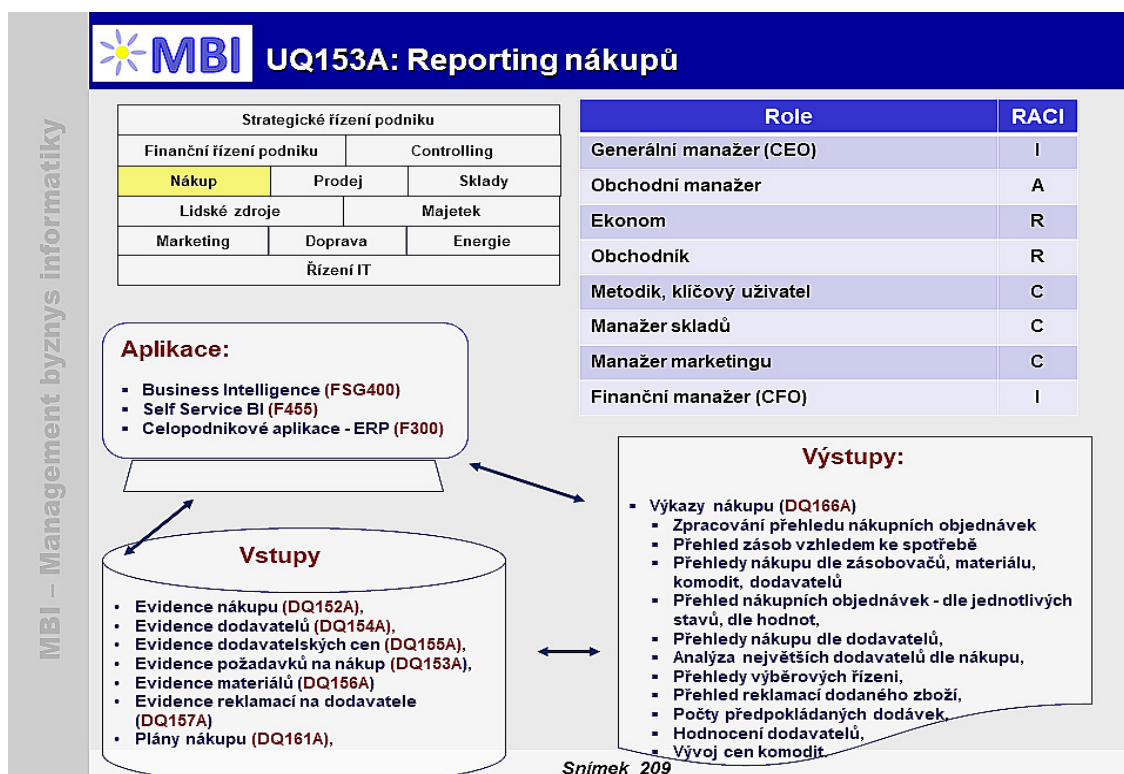 MBI
UQ153A: Reporting nákupů
MBI – Management byznys informatiky
Strategické řízení podniku
Finanční řízení podniku
Controlling
Nákup
Prodej
Sklady
Lidské zdroje
Majetek
Marketing
Doprava
Energie
Řízení IT
Role RACI
Generální manažer (CEO) I
Obchodní manažer A
Ekonom R
Obchodník R
Metodik, klíčový uživatel C
Manažer skladů C
Manažer marketingu C
Finanční manažer (CFO) I
Aplikace:
▪ Business Intelligence (FSG400)
▪ Self Service BI (F455)
▪ Celopodnikové aplikace - ERP (F300)
Vstupy
• Evidence nákupu (DQ152A),
• Evidence dodavatelů (DQ154A),
• Evidence dodavatelských cen (DQ155A),
• Evidence požadavků na nákup (DQ153A),
• Evidence materiálů (DQ156A)
• Evidence reklamací na dodavatele
(DQ157A)
• Plány nákupu (DQ161A),
Výstupy:
▪ Výkazy nákupu (DQ166A)
▪ Zpracování přehledu nákupních objednávek
▪ Přehled zásob vzhledem ke spotřebě
▪ Přehledy nákupu dle zásobovačů, materiálu,
komodit, dodavatelů
▪ Přehled nákupních objednávek - dle jednotlivých
stavů, dle hodnot,
▪ Přehledy nákupu dle dodavatelů,
▪ Analýza největších dodavatelů dle nákupu,
▪ Přehledy výběrových řízeni,
▪ Přehled reklamací dodaného zboží,
▪ Počty předpokládaných dodávek,
▪ Hodnocení dodavatelů,
▪ Vývoj cen komodit.
Snímek 209